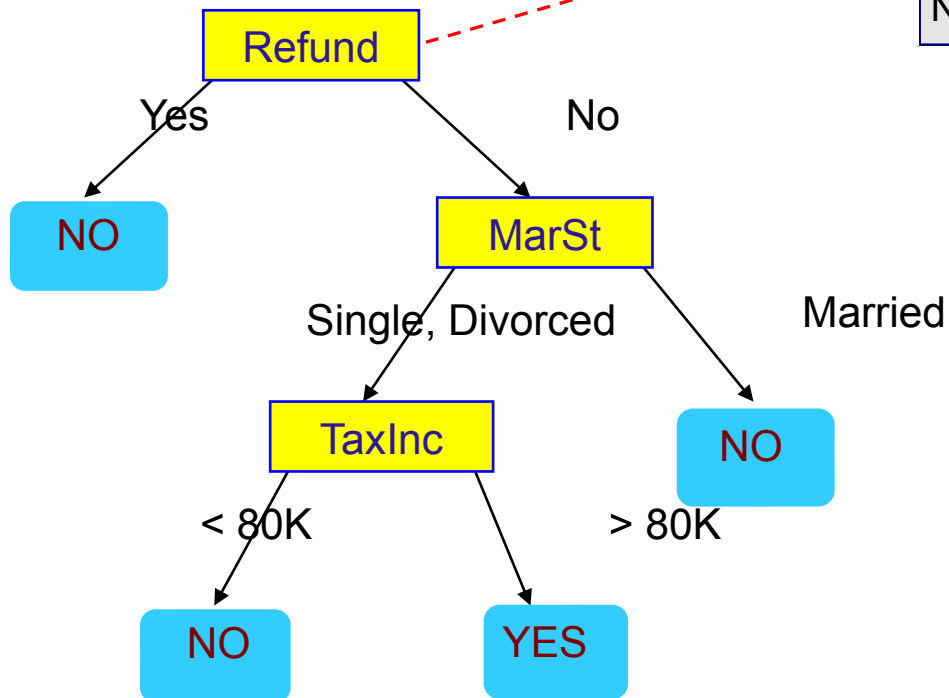 Refund
Yes
No
NO
MarSt
Single, Divorced
Married
TaxInc
NO
< 80K
> 80K
NO
YES